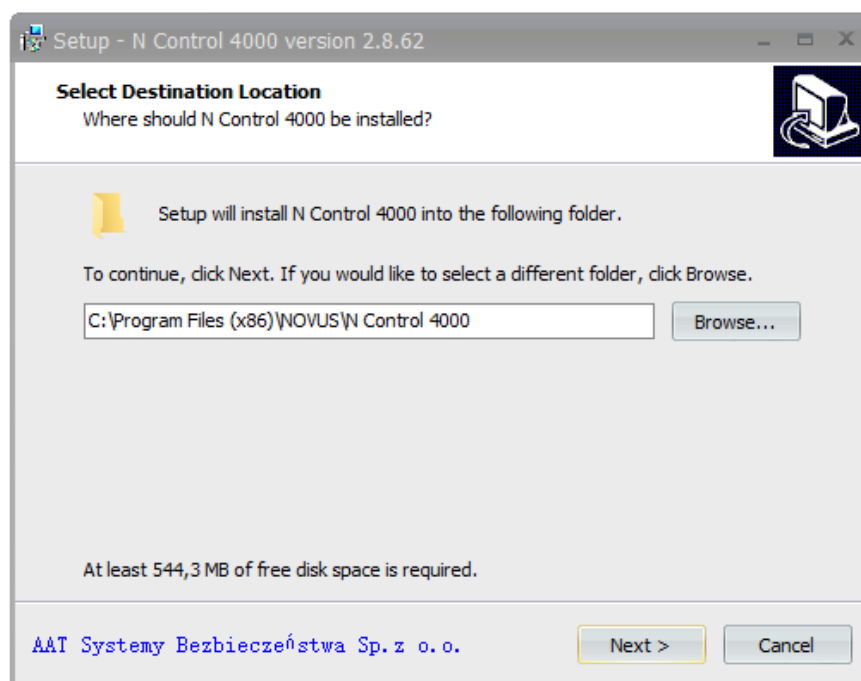 Setup - N Control 4000 version 2.8.62
Select Destination Location
Where should N Control 4000 be installed?
Setup will install N Control 4000 into the following folder.
To continue, click Next. If you would like to select a different folder, click Browse.
C:\Program Files (x86)\NOVUS\N Control 4000
Browse...
At least 544,3 MB of free disk space is required.
AAT Systemy Bezbieczeństwa Sp.z o.o.
Next >
Cancel